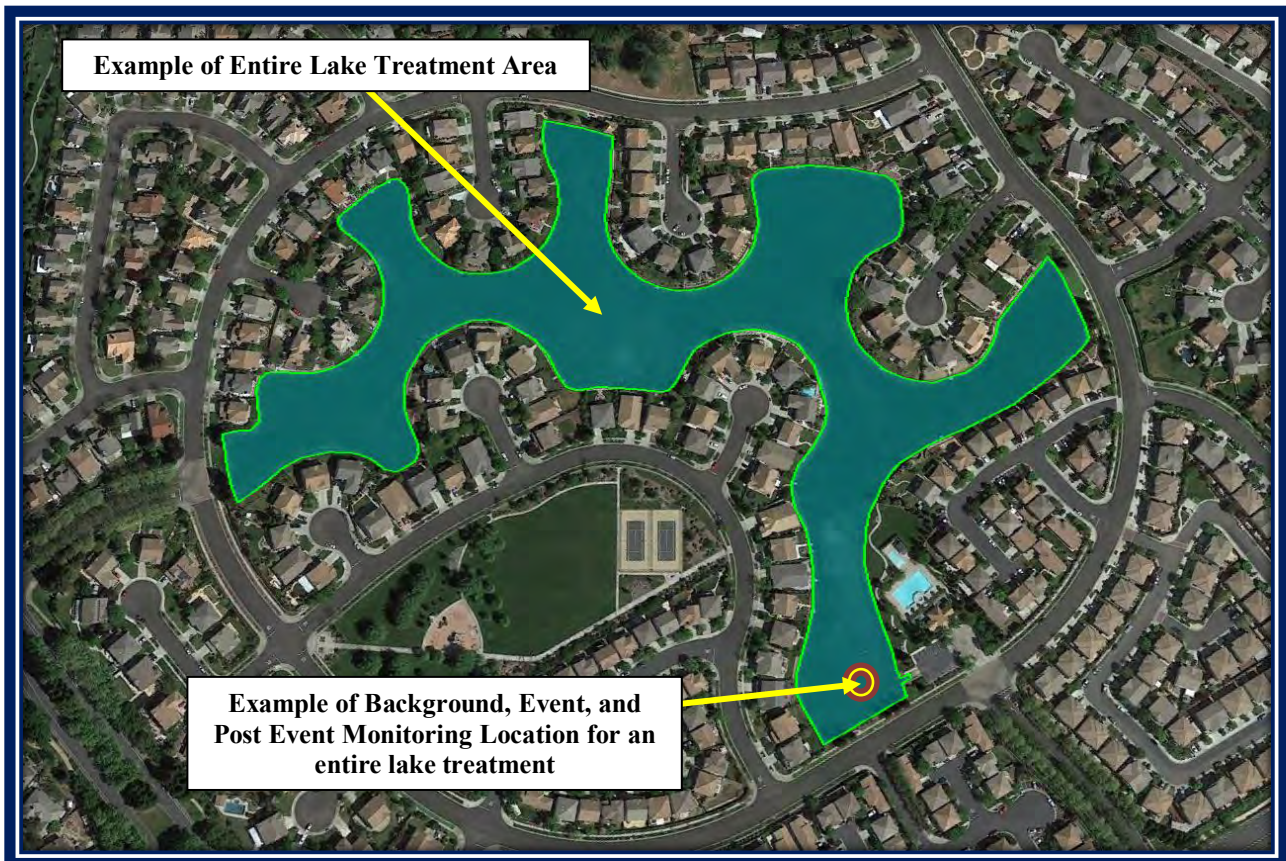 Example of Entire Lake Treatment Area
Example of Background, Event, and
Post Event Monitoring Location for an
entire lake treatment